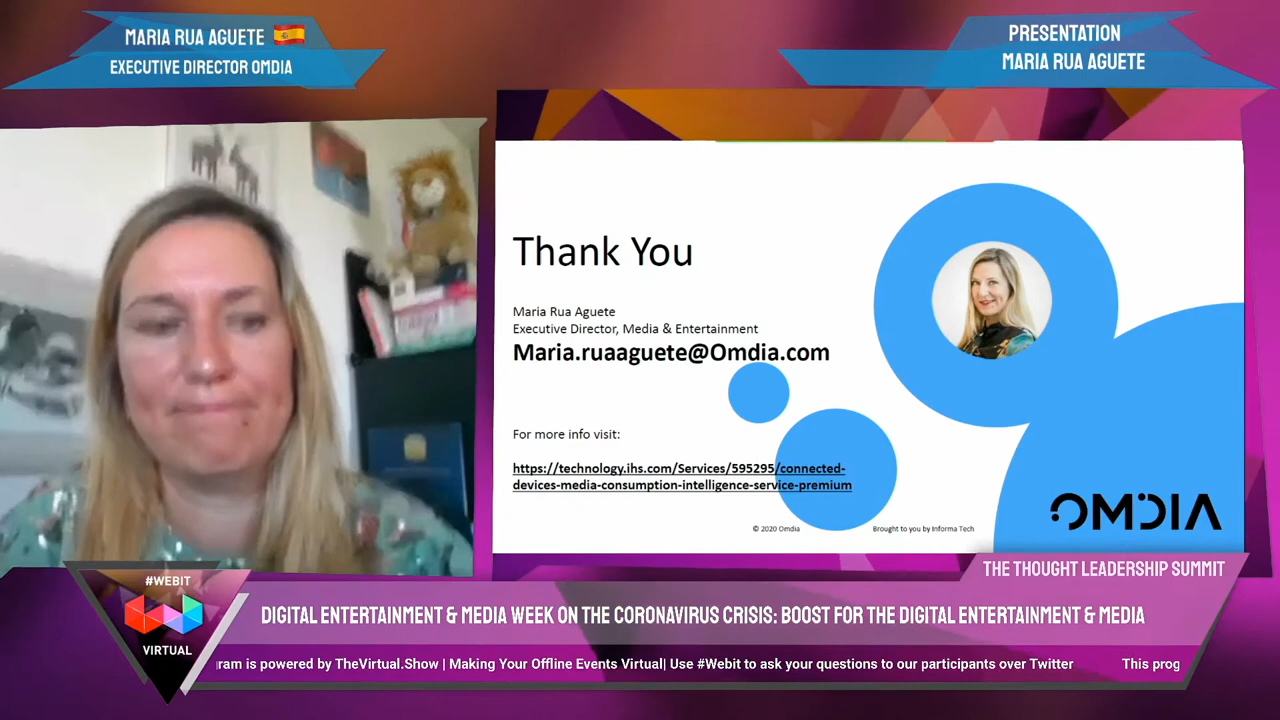 MARIA RUA AGUETE
EXECUTIVE DIRECTOR OMDIA
PRESENTATION
MARIA RUA AGUETE
Thank You
Maria Rua Aguete
Executive Director, Media & Entertainment
Maria.ruaaguete@Omdia.com
For more info visit:
https://technology.ihs.com/Services/595295/connected-
devices-media-consumption-intelligence-service-premium
© 2020 Omdia
Brought to you by Informa Tech
OMDIA
THE THOUGHT LEADERSHIP SUMMIT
#WEBIT
VIRTUAL
DIGITAL ENTERTAINMENT & MEDIA WEEK ON THE CORONAVIRUS CRISIS: BOOST FOR THE DIGITAL ENTERTAINMENT & MEDIA
ram is powered by TheVirtual.Show | Making Your Offline Events Virtual| Use #Webit to ask your questions to our participants over Twitter
This prog